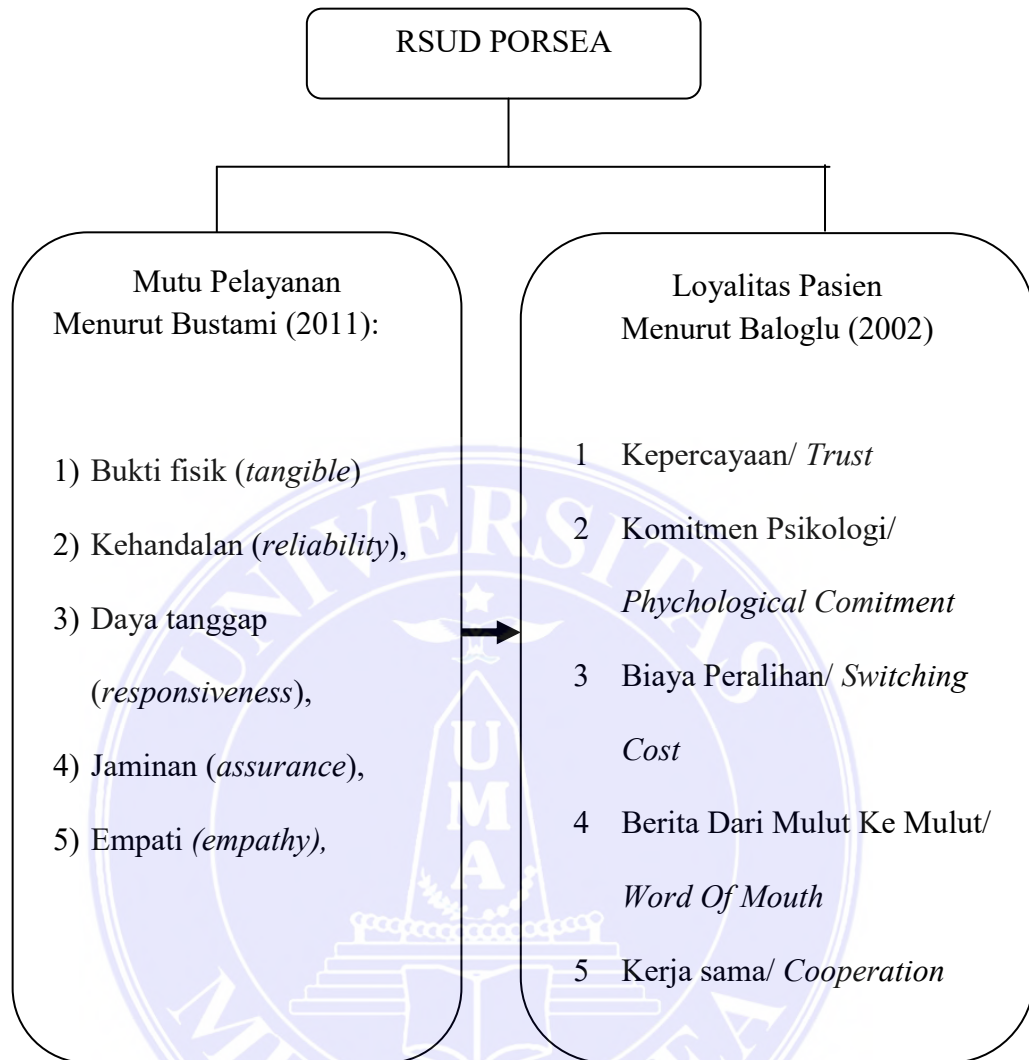 RSUD PORSEA
Mutu Pelayanan
Menurut Bustami (2011):
1) Bukti fisik (tangible)
2) Kehandalan (reliability),
3) Daya tanggap
(responsiveness),
4) Jaminan (assurance),
5) Empati (empathy),
Loyalitas Pasien
Menurut Baloglu (2002)
1 Kepercayaan/ Trust
2 Komitmen Psikologi/
Phychological Comitment
3 Biaya Peralihan/ Switching
Cost
4 Berita Dari Mulut Ke Mulut/
Word Of Mouth
5 Kerja sama/ Cooperation
UNIVERSITAS
UMA